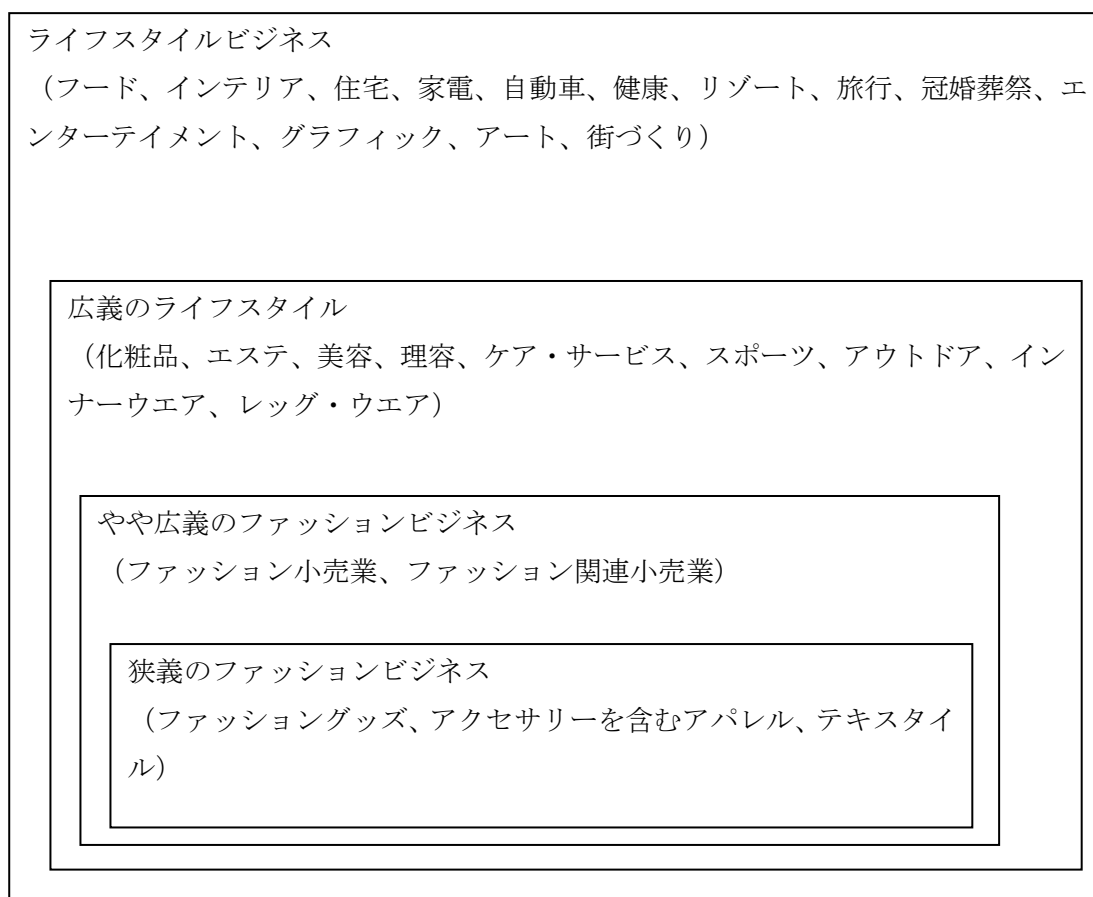 ライフスタイルビジネス
（フード、インテリア、住宅、家電、自動車、健康、リゾート、旅行、冠婚葬祭、エ
ンターテイメント、グラフィック、アート、街づくり）
広義のライフスタイル
（化粧品、エステ、美容、理容、ケア・サービス、スポーツ、アウトドア、イン
ナーウエア、レッグ・ウエア）
やや広義のファッションビジネス
（ファッション小売業、ファッション関連小売業）
狭義のファッションビジネス
（ファッショングッズ、アクセサリーを含むアパレル、テキスタイ
ル）